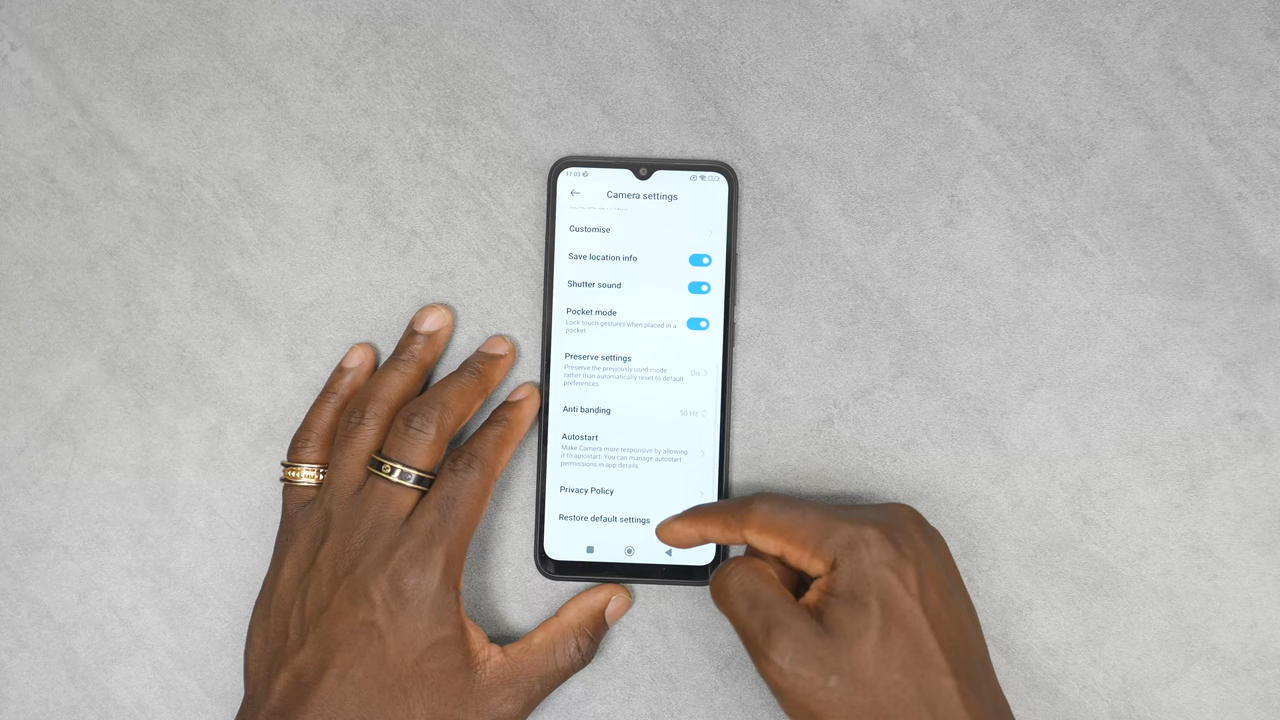 17:03
Camera settings
Customise
Save location info
Shutter sound
Pocket mode
Lock touch gestures when placed in a
pocket
Preserve settings
Preserve the previously used mode
rather than automatically reset to default
preferences
On
Anti banding
50 Hz
Autostart
Make Camera more responsive by allowing
it to autostart. You can manage autostart
permissions in app details.
Privacy Policy
Restore default settings